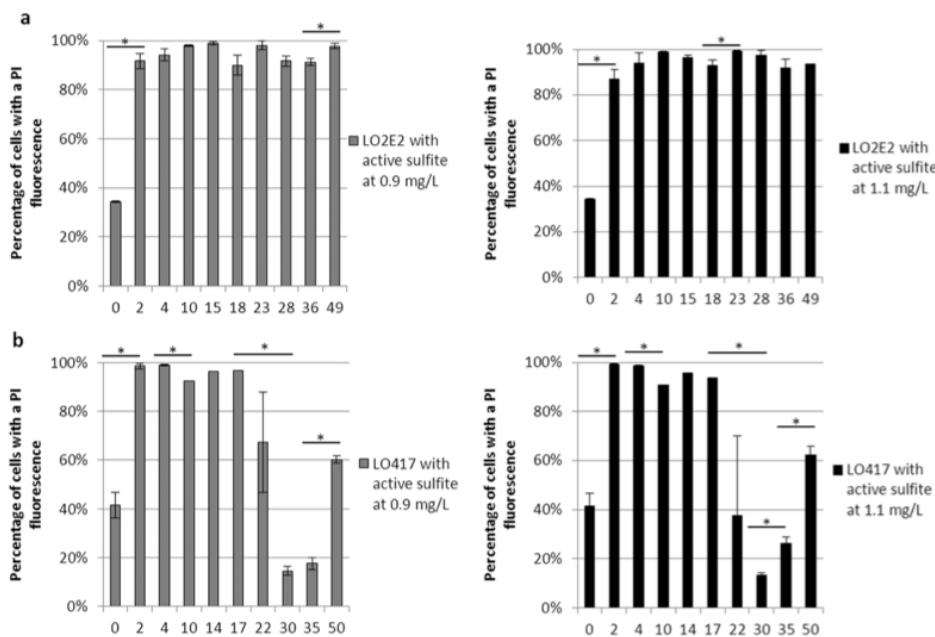 a
Percentage of cells with a PI
fluorescence
100%
80%
60%
40%
20%
0%
*
*
0 2 4 10 15 18 23 28 36 49
LO2E2 with
active sulfite
at 0.9 mg/L
Percentage of cells with a PI
fluorescence
100%
80%
60%
40%
20%
0%
*
*
0 2 4 10 15 18 23 28 36 49
LO2E2 with
active sulfite
at 1.1 mg/L
b
Percentage of cells with a PI
fluorescence
100%
80%
60%
40%
20%
0%
*
*
*
*
0 2 4 10 14 17 22 30 35 50
LO417 with
active sulfite
at 0.9 mg/L
Percentage of cells with a PI
fluorescence
100%
80%
60%
40%
20%
0%
*
*
*
*
*
0 2 4 10 14 17 22 30 35 50
LO417 with
active sulfite
at 1.1 mg/L